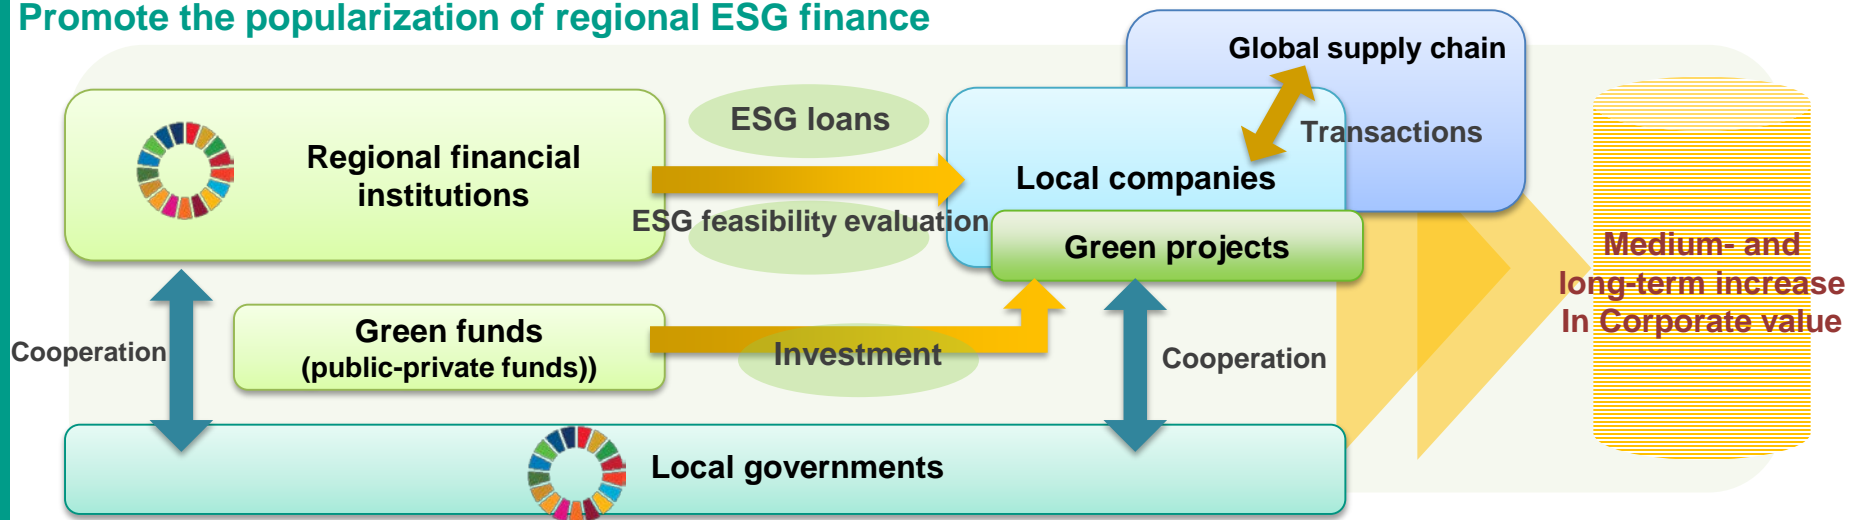 Promote the popularization of regional ESG finance
Global supply chain
ESG loans
Transactions
Regional financial
institutions
Local companies
ESG feasibility evaluation
Green projects
Medium- and
long-term increase
In Corporate value
Green funds
(public-private funds))
Cooperation
Investment
Cooperation
Local governments